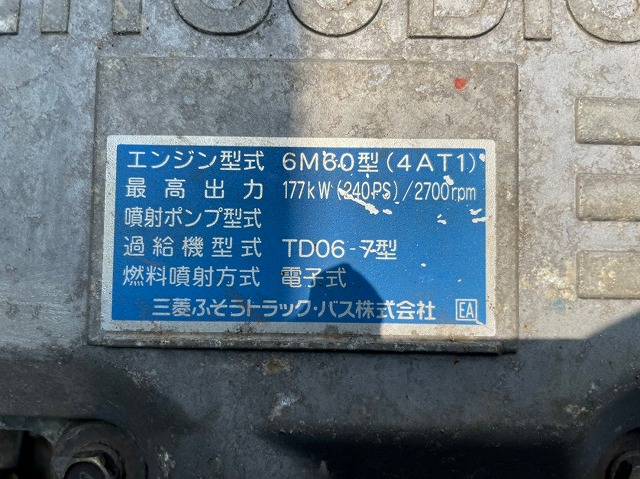 エンジン型式 6M60型(4AT1)
最高出力 177kW(240PS)/2700rpm
噴射ポンプ型式
過給機型式 TD06-7型
燃料噴射方式 電子式
三菱ふそうトラック・バス株式会社 EA